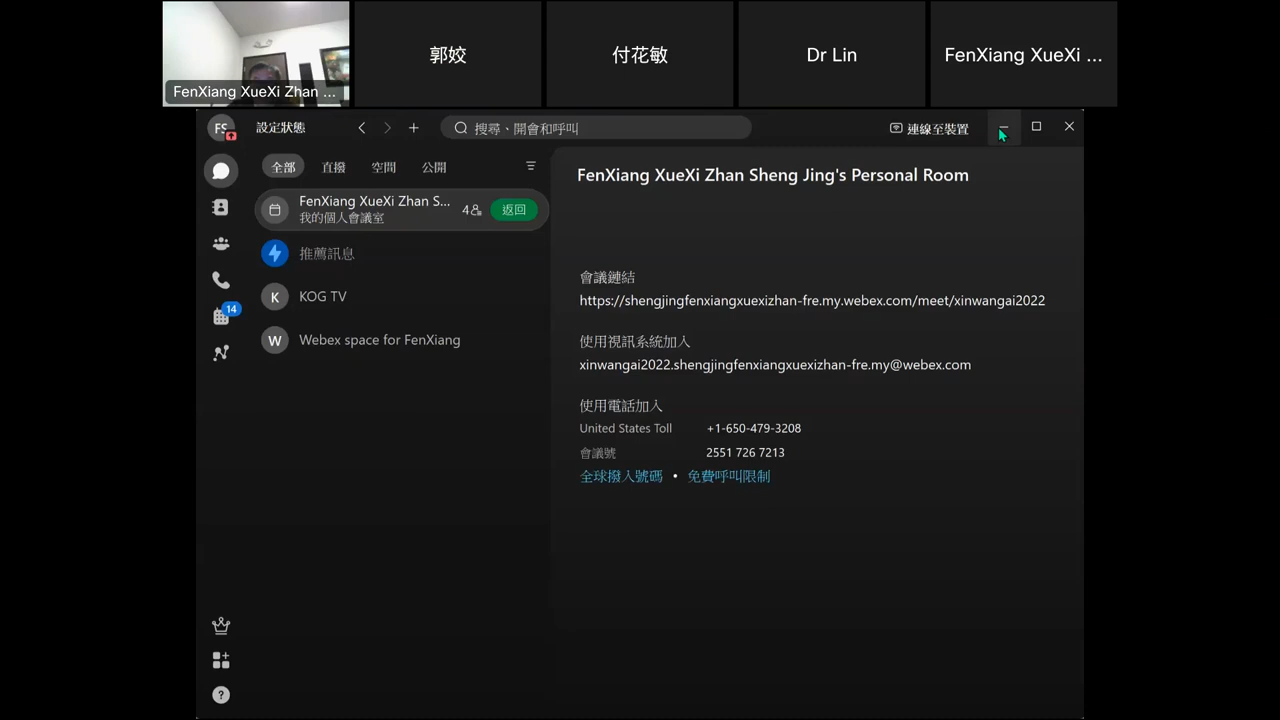 FenXiang XueXi Zhan ...
郭姣
付花敏
Dr Lin
FenXiang XueXi ...
FS
設定狀態
搜尋、開會和呼叫
連線至裝置
全部
直撥
空間
公開
FenXiang XueXi Zhan S...
我的個人會議室
4
返回
推薦訊息
K
KOG TV
W
Webex space for FenXiang
14
FenXiang XueXi Zhan Sheng Jing's Personal Room
會議鏈結
https://shengjingfenxiangxuexizhan-fre.my.webex.com/meet/xinwangai2022
使用視訊系統加入
xinwangai2022.shengjingfenxiangxuexizhan-fre.my@webex.com
使用電話加入
United States Toll +1-650-479-3208
會議號 2551 726 7213
全球撥入號碼 • 免費呼叫限制